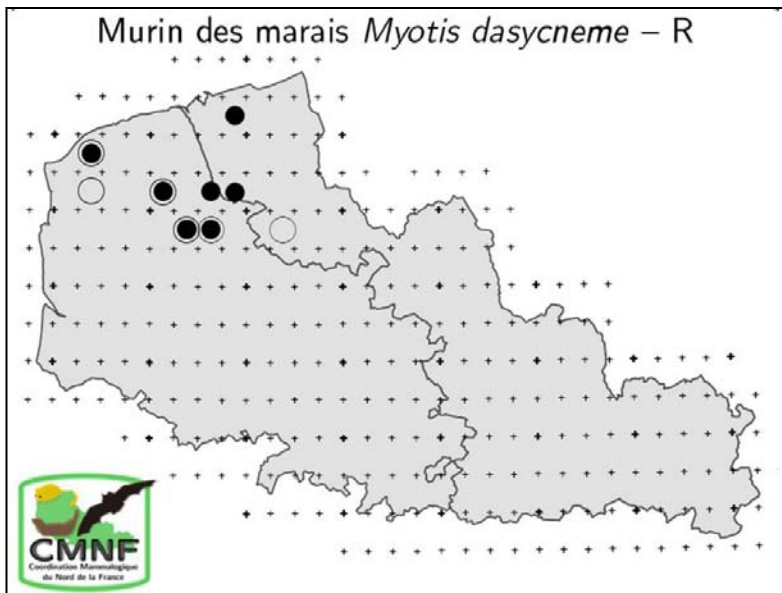 Murin des marais Myotis dasycneme – R
CMNF
Coordination Mammalogique
du Nord de la France